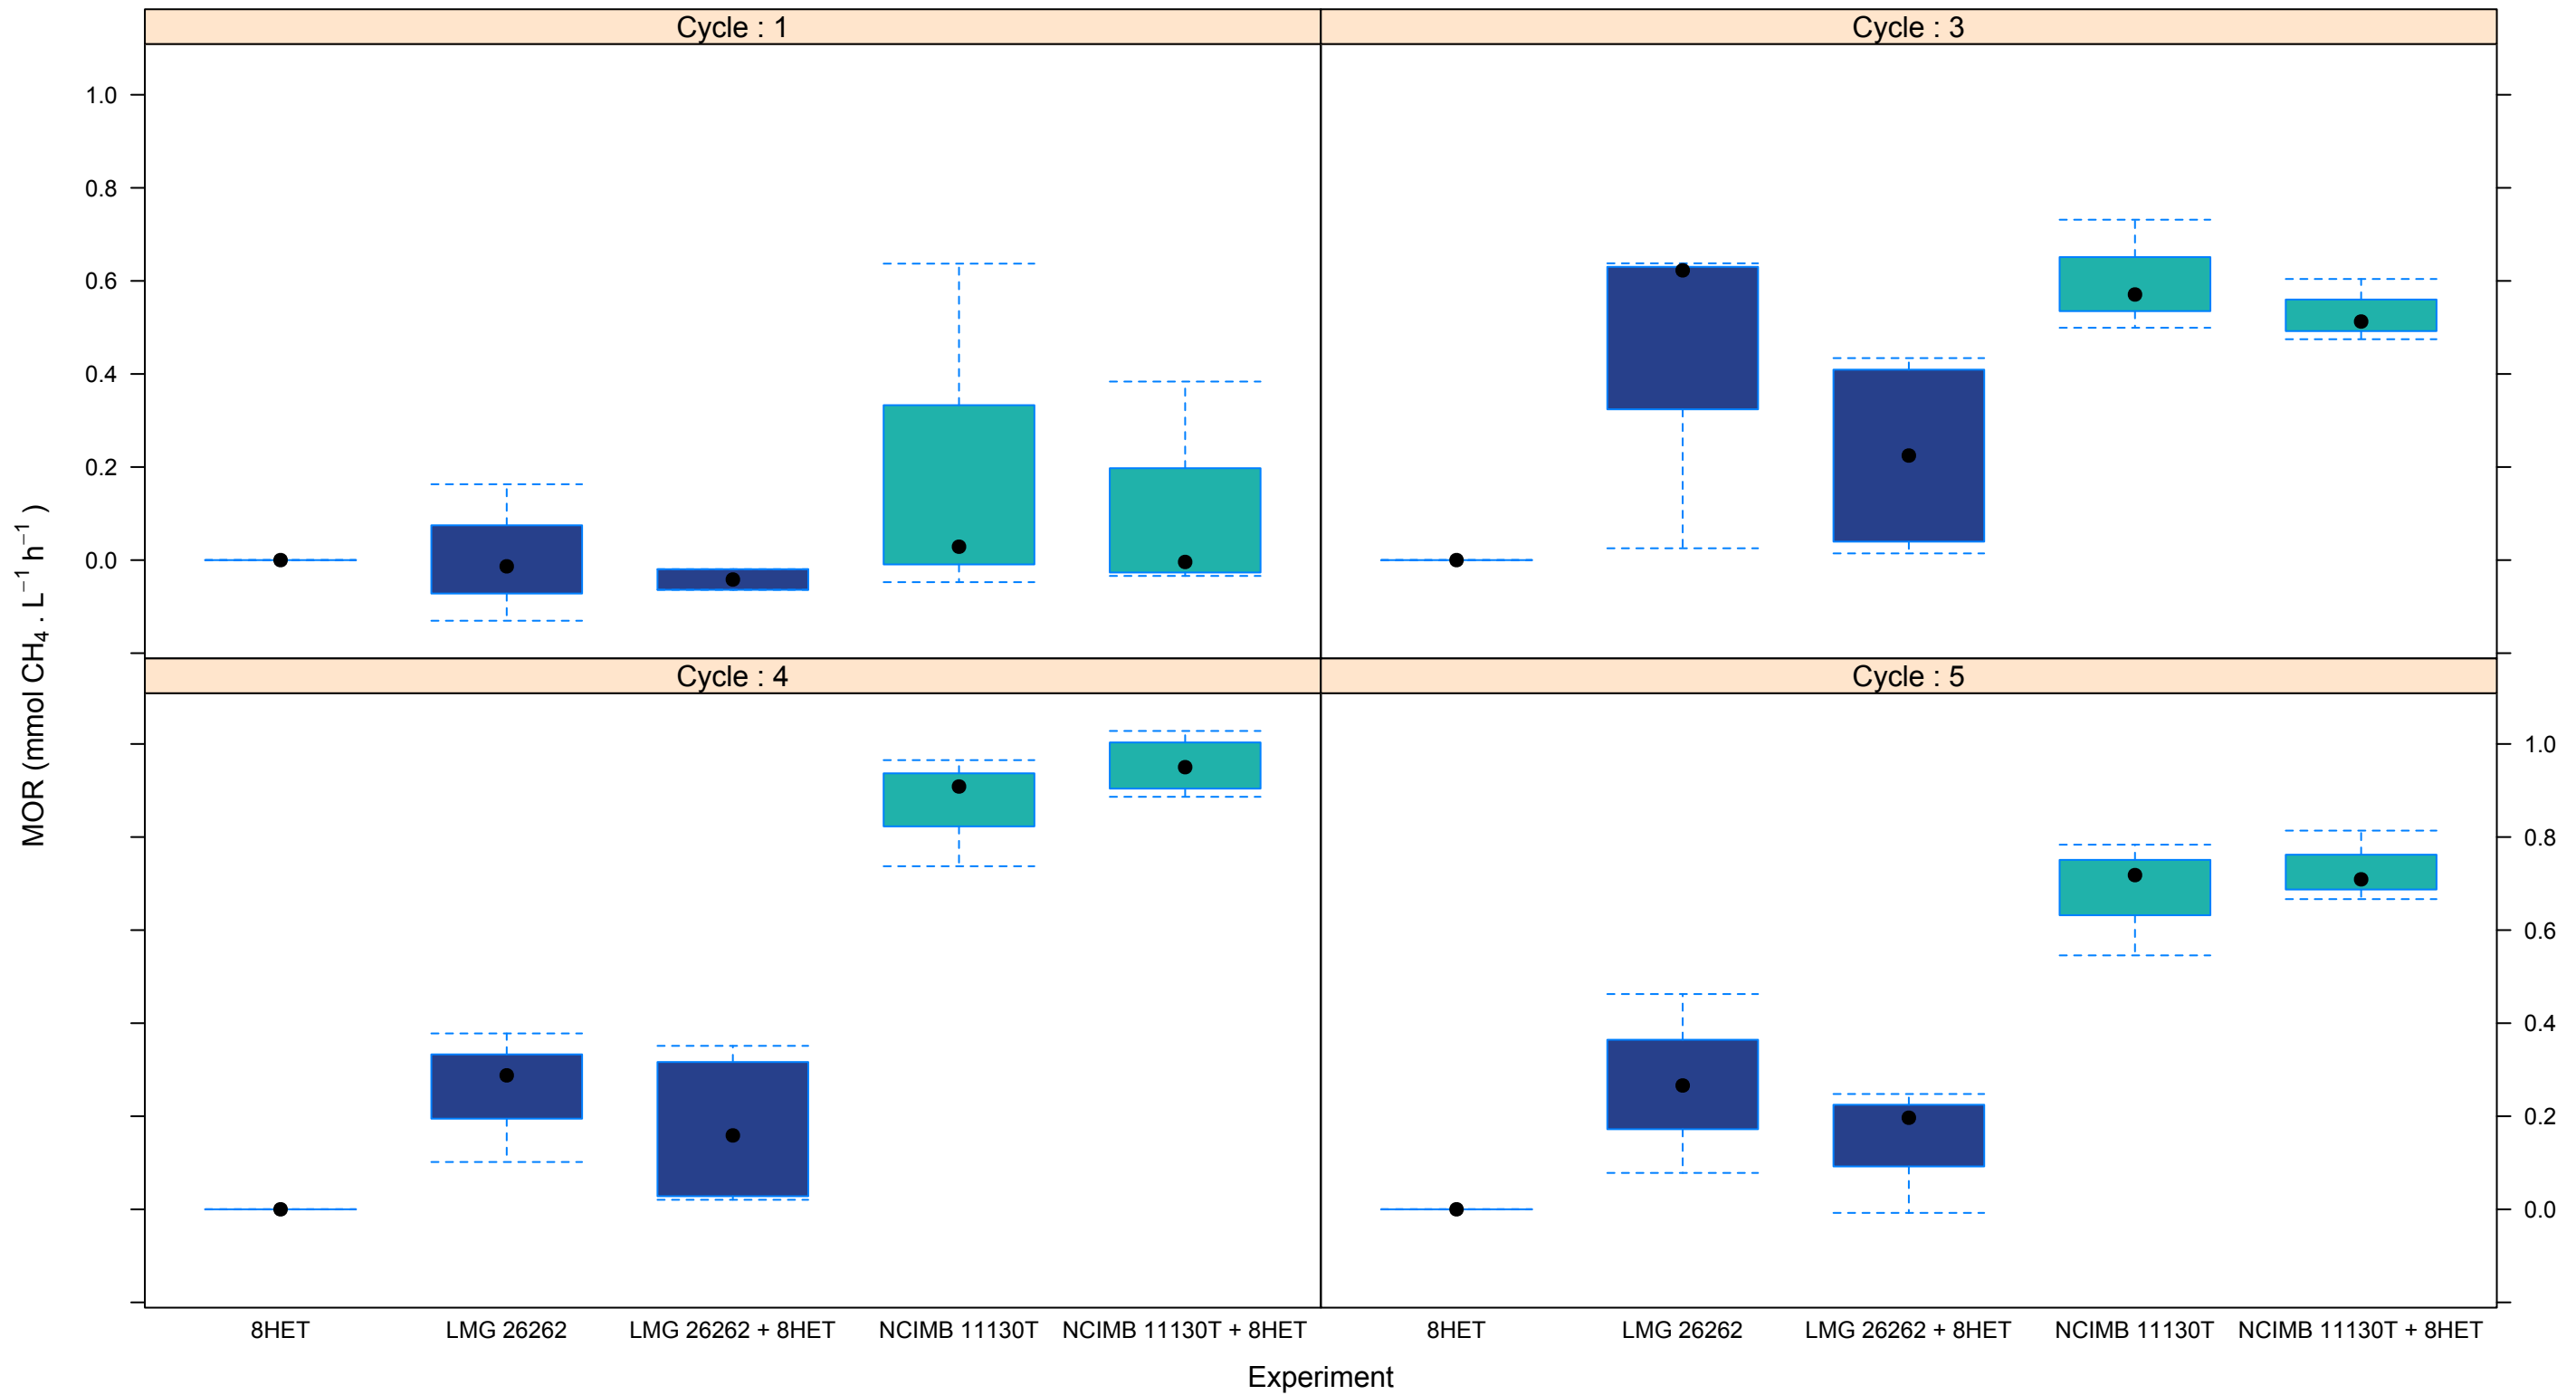 Cycle : 1
Cycle : 3
1.0
0.8
0.6
0.4
0.2
0.0
MOR (mmol CH₄ . L⁻¹ h⁻¹ )
Cycle : 4
Cycle : 5
1.0
0.8
0.6
0.4
0.2
0.0
8HET LMG 26262 LMG 26262 + 8HET NCIMB 11130T NCIMB 11130T + 8HET 8HET LMG 26262 LMG 26262 + 8HET NCIMB 11130T NCIMB 11130T + 8HET
Experiment